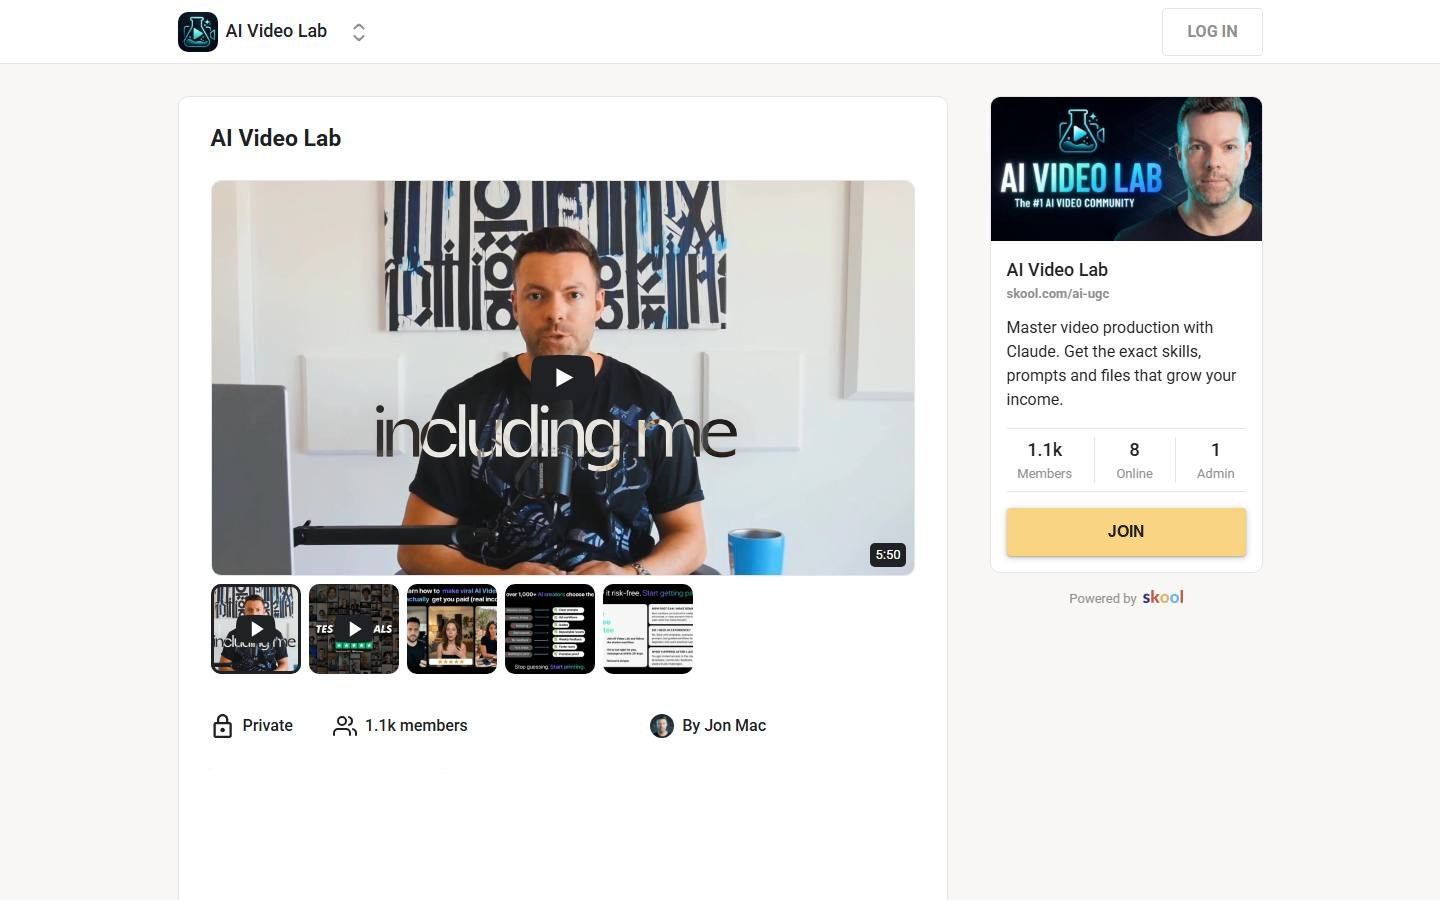 AI Video Lab
LOG IN
AI Video Lab
including me
5:50
TES ALS
including me
earn how to make viral AI Vide
actually get you paid (real inco
over 1,000+ AI creators choose the
Stop guessing. Start printing.
it risk-free. Start getting pa
Private
1.1k members
By Jon Mac
AI VIDEO LAB
The #1 AI VIDEO COMMUNITY
AI Video Lab
skool.com/ai-ugc
Master video production with
Claude. Get the exact skills,
prompts and files that grow your
income.
1.1k 8 1
Members Online Admin
JOIN
Powered by skool